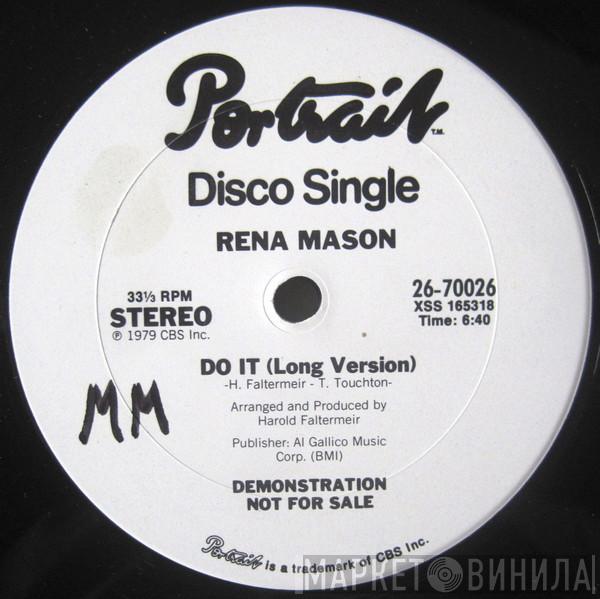 Portrait T.M.
Disco Single
RENA MASON
33⅓ RPM
STEREO
℗ 1979 CBS Inc.
26-70026
XSS 165318
Time: 6:40
DO IT (Long Version)
-H. Faltermeir - T. Touchton-
Arranged and Produced by
Harold Faltermeir
Publisher: Al Gallico Music
Corp. (BMI)
MM
DEMONSTRATION
NOT FOR SALE
Portrait is a trademark of CBS Inc.
МАРКЕТ ВИНИЛА